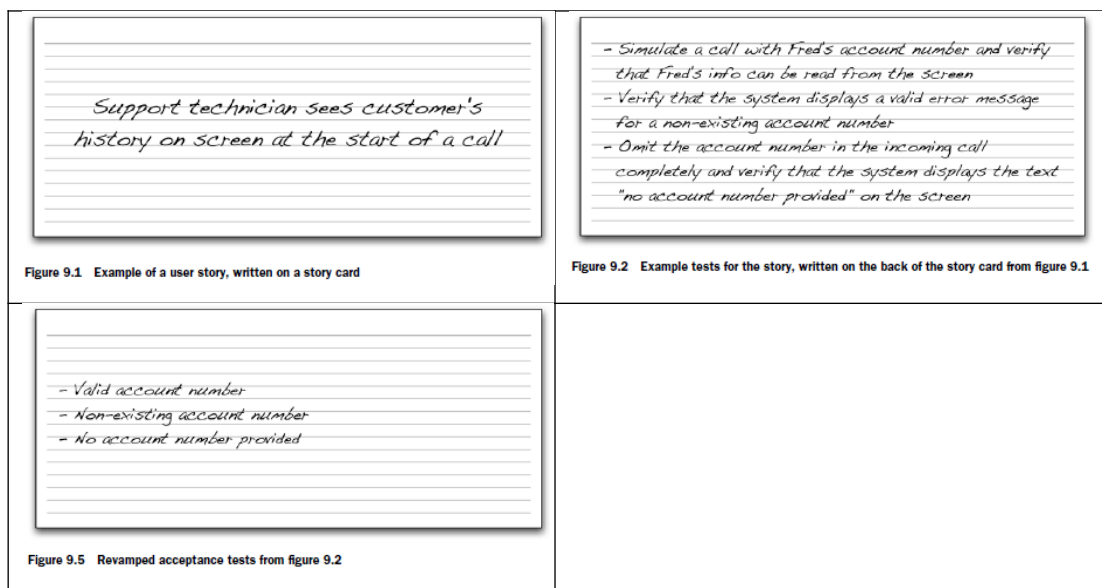 Support technician sees customer's
history on screen at the start of a call
Figure 9.1 Example of a user story, written on a story card
- Simulate a call with Fred's account number and verify
that Fred's info can be read from the screen
- Verify that the system displays a valid error message
for a non-existing account number
- Omit the account number in the incoming call
completely and verify that the system displays the text
"no account number provided" on the screen
Figure 9.2 Example tests for the story, written on the back of the story card from figure 9.1
- Valid account number
- Non-existing account number
- No account number provided
Figure 9.5 Revamped acceptance tests from figure 9.2